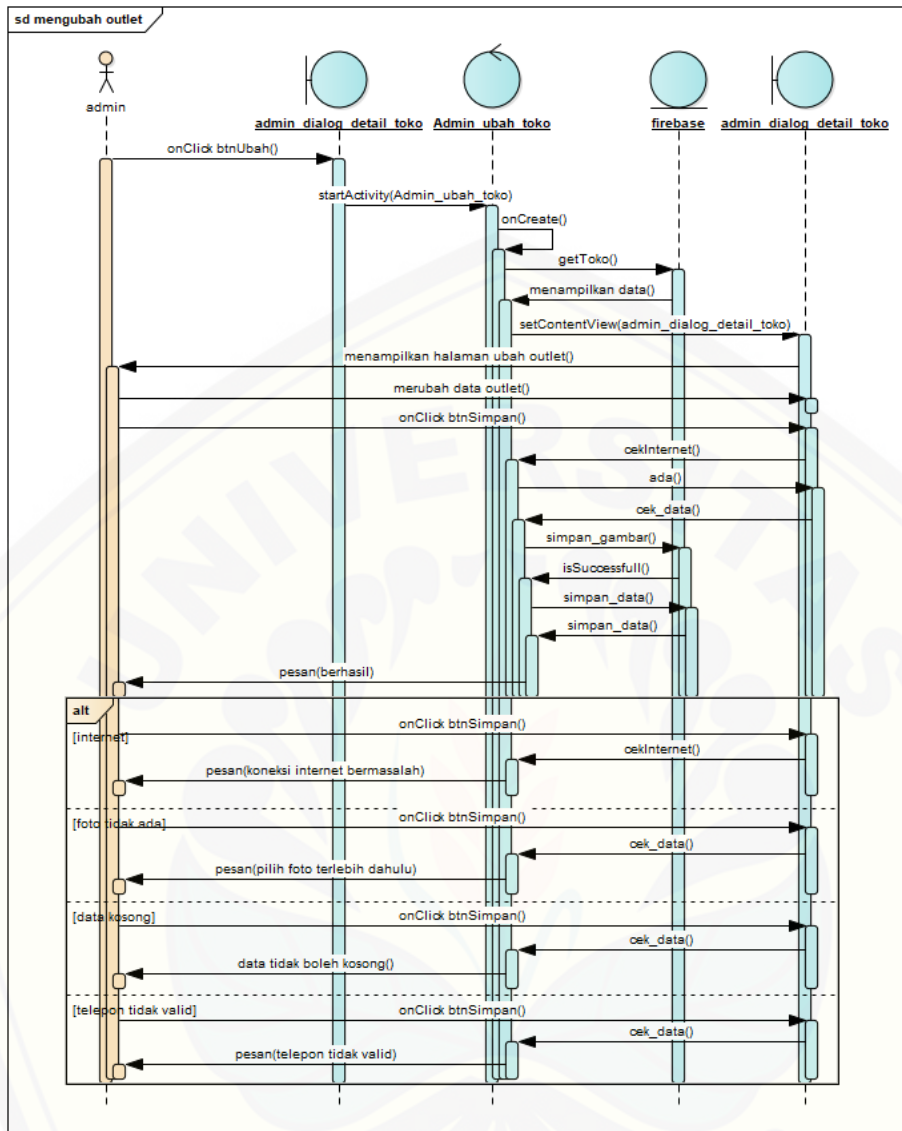 sd mengubah outlet
admin
admin_dialog_detail_toko
Admin_ubah_toko
firebase
admin_dialog_detail_toko
onClick btnUbah()
startActivity(Admin_ubah_toko)
onCreate()
getToko()
menampilkan data()
setContentView(admin_dialog_detail_toko)
menampilkan halaman ubah outlet()
merubah data outlet()
onClick btnSimpan()
cekInternet()
ada()
cek_data()
simpan_gambar()
isSuccessfull()
simpan_data()
simpan_data()
pesan(berhasil)
alt
[internet]
onClick btnSimpan()
cekInternet()
pesan(koneksi internet bermasalah)
[foto tidak ada]
onClick btnSimpan()
cek_data()
pesan(pilih foto terlebih dahulu)
[data kosong]
onClick btnSimpan()
cek_data()
data tidak boleh kosong()
[telepon tidak valid]
onClick btnSimpan()
cek_data()
pesan(telepon tidak valid)
UNIVERSITAS